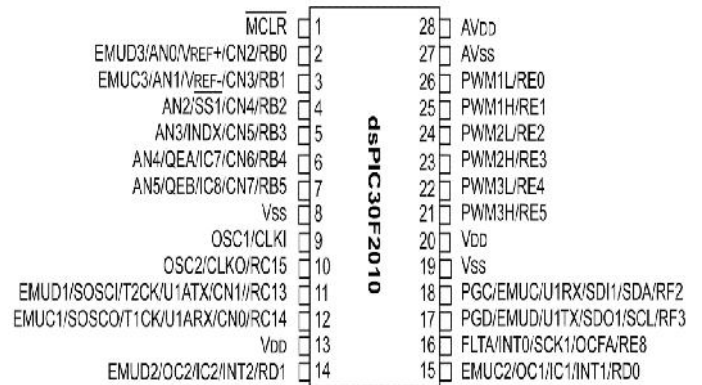 MCLR 1 28 AVDD
EMUD3/AN0/VREF+/CN2/RB0 2 27 AVSS
EMUC3/AN1/VREF-/CN3/RB1 3 26 PWM1L/RE0
AN2/SS1/CN4/RB2 4 25 PWM1H/RE1
AN3/INDX/CN5/RB3 5 24 PWM2L/RE2
AN4/QEA/IC7/CN6/RB4 6 23 PWM2H/RE3
AN5/QEB/IC8/CN7/RB5 7 22 PWM3L/RE4
VSS 8 21 PWM3H/RE5
OSC1/CLKI 9 20 VDD
OSC2/CLKO/RC15 10 19 VSS
EMUD1/SOSCI/T2CK/U1ATX/CN1//RC13 11 18 PGC/EMUC/U1RX/SDI1/SDA/RF2
EMUC1/SOSCO/T1CK/U1ARX/CN0/RC14 12 17 PGD/EMUD/U1TX/SDO1/SCL/RF3
VDD 13 16 FLTA/INT0/SCK1/OCFA/RE8
EMUD2/OC2/IC2/INT2/RD1 14 15 EMUC2/OC1/IC1/INT1/RD0
dsPIC30F2010